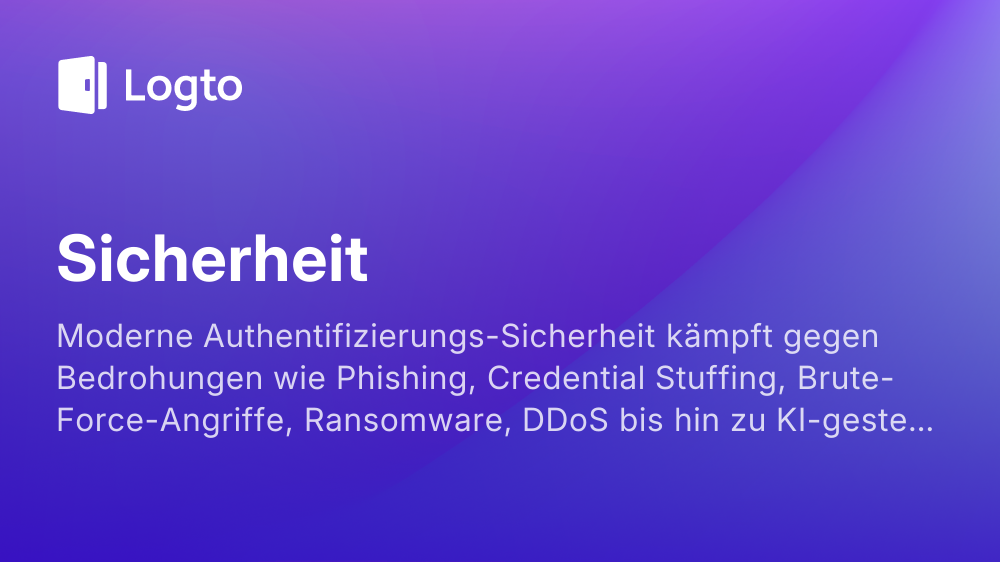 Logto
Sicherheit
Moderne Authentifizierungs-Sicherheit kämpft gegen
Bedrohungen wie Phishing, Credential Stuffing, Brute-
Force-Angriffe, Ransomware, DDoS bis hin zu KI-geste...